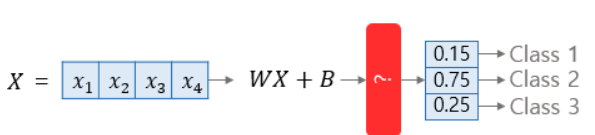 X = x₁ x₂ x₃ x₄ → WX + B → ? → 0.15 → Class 1
0.75 → Class 2
0.25 → Class 3